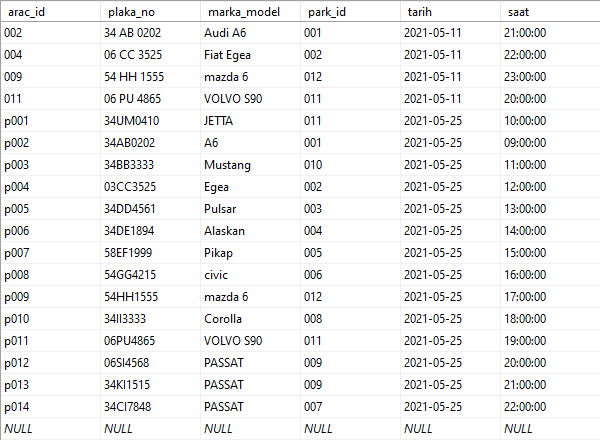 arac_id plaka_no marka_model park_id tarih saat
002 34 AB 0202 Audi A6 001 2021-05-11 21:00:00
004 06 CC 3525 Fiat Egea 002 2021-05-11 22:00:00
009 54 HH 1555 mazda 6 012 2021-05-11 23:00:00
011 06 PU 4865 VOLVO S90 011 2021-05-11 20:00:00
p001 34UM0410 JETTA 011 2021-05-25 10:00:00
p002 34AB0202 A6 001 2021-05-25 09:00:00
p003 34BB3333 Mustang 010 2021-05-25 11:00:00
p004 03CC3525 Egea 002 2021-05-25 12:00:00
p005 34DD4561 Pulsar 003 2021-05-25 13:00:00
p006 34DE1894 Alaskan 004 2021-05-25 14:00:00
p007 58EF1999 Pikap 005 2021-05-25 15:00:00
p008 54GG4215 civic 006 2021-05-25 16:00:00
p009 54HH1555 mazda 6 012 2021-05-25 17:00:00
p010 34II3333 Corolla 008 2021-05-25 18:00:00
p011 06PU4865 VOLVO S90 011 2021-05-25 19:00:00
p012 06SI4568 PASSAT 009 2021-05-25 20:00:00
p013 34KI1515 PASSAT 009 2021-05-25 21:00:00
p014 34CI7848 PASSAT 007 2021-05-25 22:00:00
NULL NULL NULL NULL NULL NULL